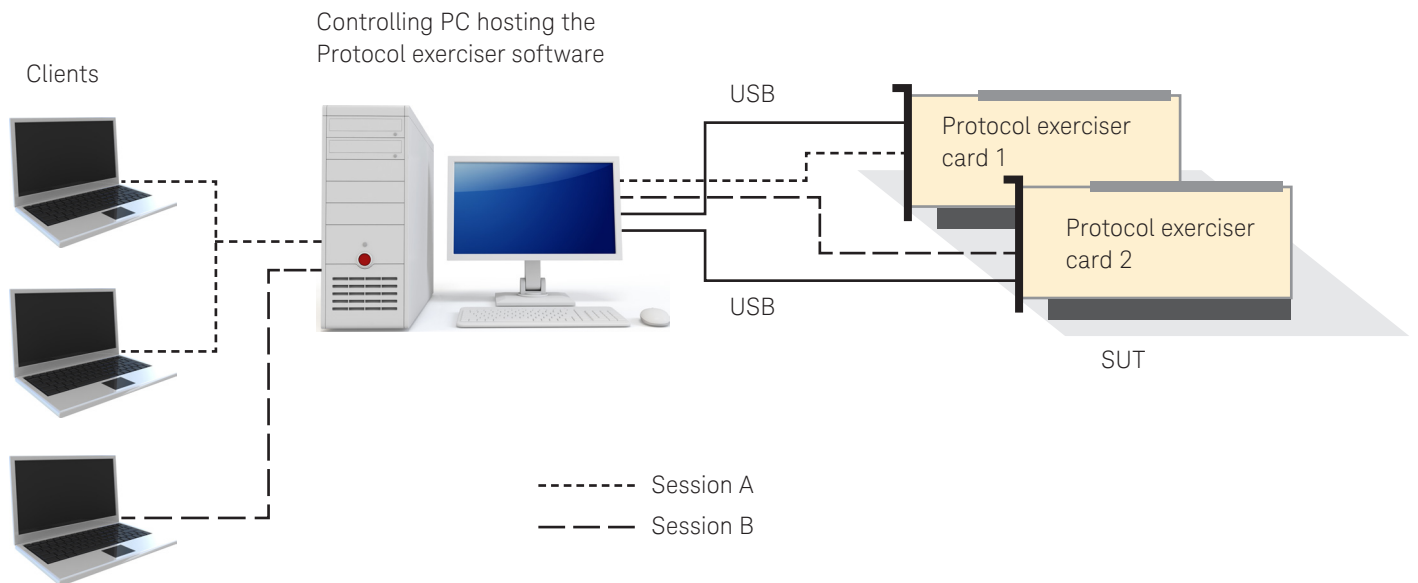 Controlling PC hosting the
Protocol exerciser software
Clients
USB
Protocol exerciser
card 1
Protocol exerciser
card 2
USB
SUT
Session A
Session B